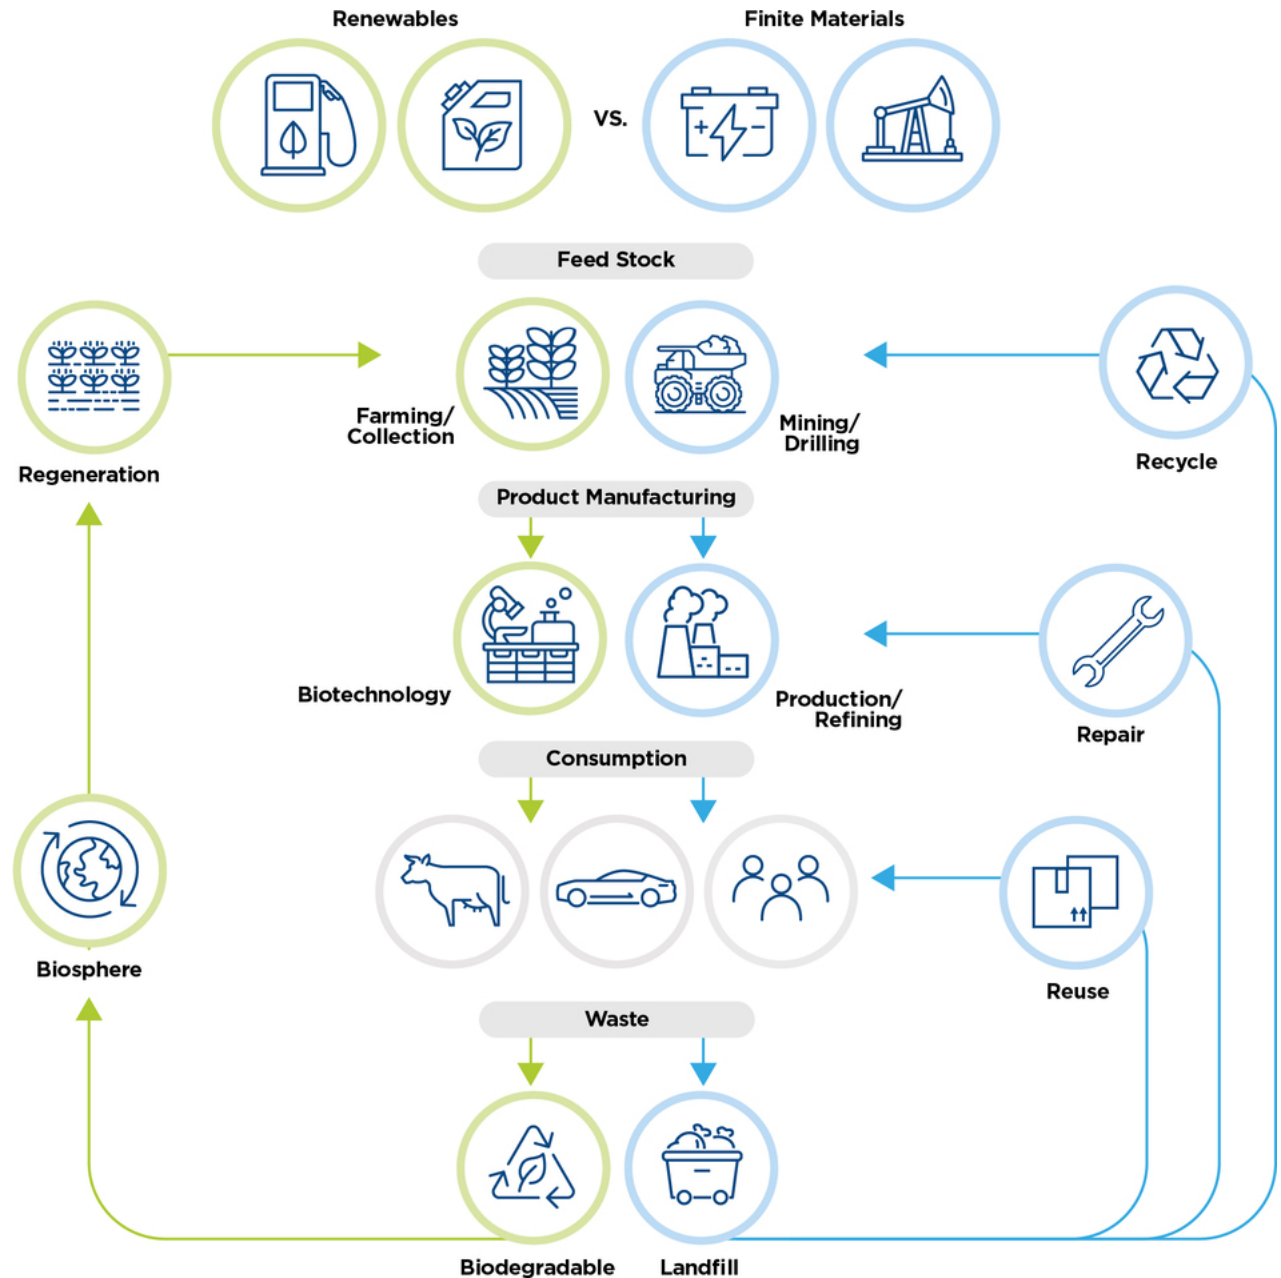 Renewables
Finite Materials
VS.
Feed Stock
Farming/
Collection
Mining/
Drilling
Regeneration
Recycle
Product Manufacturing
Biotechnology
Production/
Refining
Repair
Consumption
Biosphere
Reuse
Waste
Biodegradable
Landfill